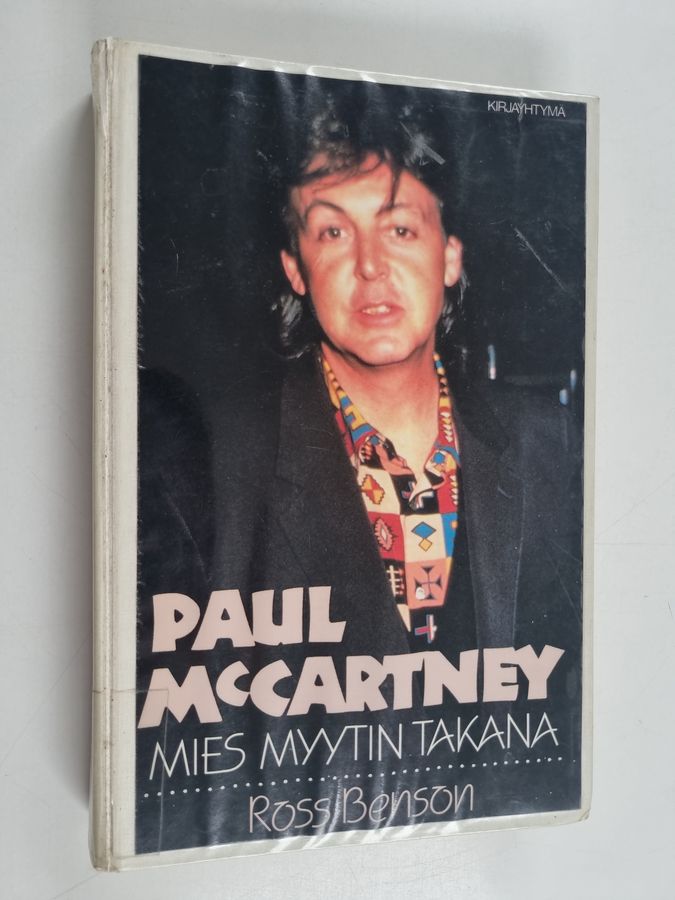 KIRJAYHTYMÄ
PAUL
McCARTNEY
MIES MYYTIN TAKANA
Ross Benson